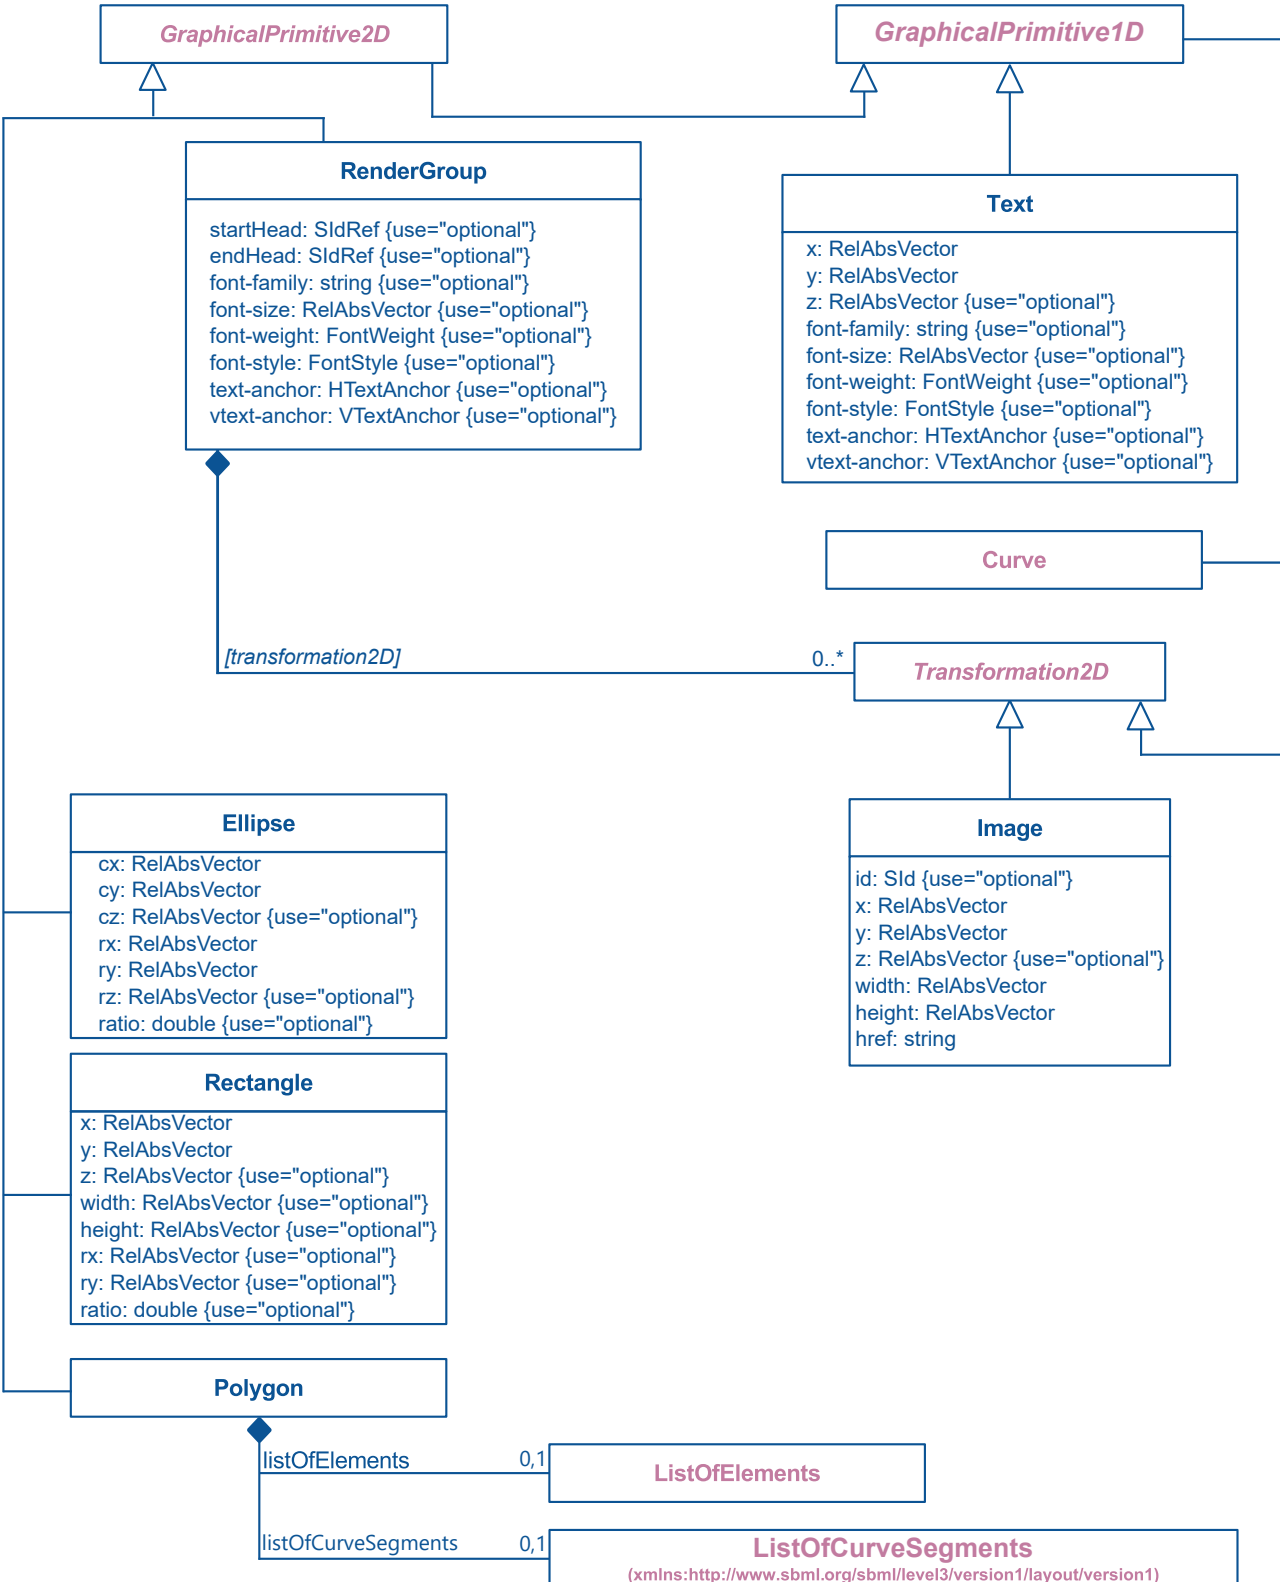 GraphicalPrimitive2D
GraphicalPrimitive1D
RenderGroup
startHead: SIdRef {use="optional"}
endHead: SIdRef {use="optional"}
font-family: string {use="optional"}
font-size: RelAbsVector {use="optional"}
font-weight: FontWeight {use="optional"}
font-style: FontStyle {use="optional"}
text-anchor: HTextAnchor {use="optional"}
vtext-anchor: VTextAnchor {use="optional"}
Text
x: RelAbsVector
y: RelAbsVector
z: RelAbsVector {use="optional"}
font-family: string {use="optional"}
font-size: RelAbsVector {use="optional"}
font-weight: FontWeight {use="optional"}
font-style: FontStyle {use="optional"}
text-anchor: HTextAnchor {use="optional"}
vtext-anchor: VTextAnchor {use="optional"}
Curve
[transformation2D]
0..*
Transformation2D
Ellipse
cx: RelAbsVector
cy: RelAbsVector
cz: RelAbsVector {use="optional"}
rx: RelAbsVector
ry: RelAbsVector
rz: RelAbsVector {use="optional"}
ratio: double {use="optional"}
Image
id: SId {use="optional"}
x: RelAbsVector
y: RelAbsVector
z: RelAbsVector {use="optional"}
width: RelAbsVector
height: RelAbsVector
href: string
Rectangle
x: RelAbsVector
y: RelAbsVector
z: RelAbsVector {use="optional"}
width: RelAbsVector {use="optional"}
height: RelAbsVector {use="optional"}
rx: RelAbsVector {use="optional"}
ry: RelAbsVector {use="optional"}
ratio: double {use="optional"}
Polygon
listOfElements
0,1
ListOfElements
listOfCurveSegments
0,1
ListOfCurveSegments
(xmlns:http://www.sbml.org/sbml/level3/version1/layout/version1)